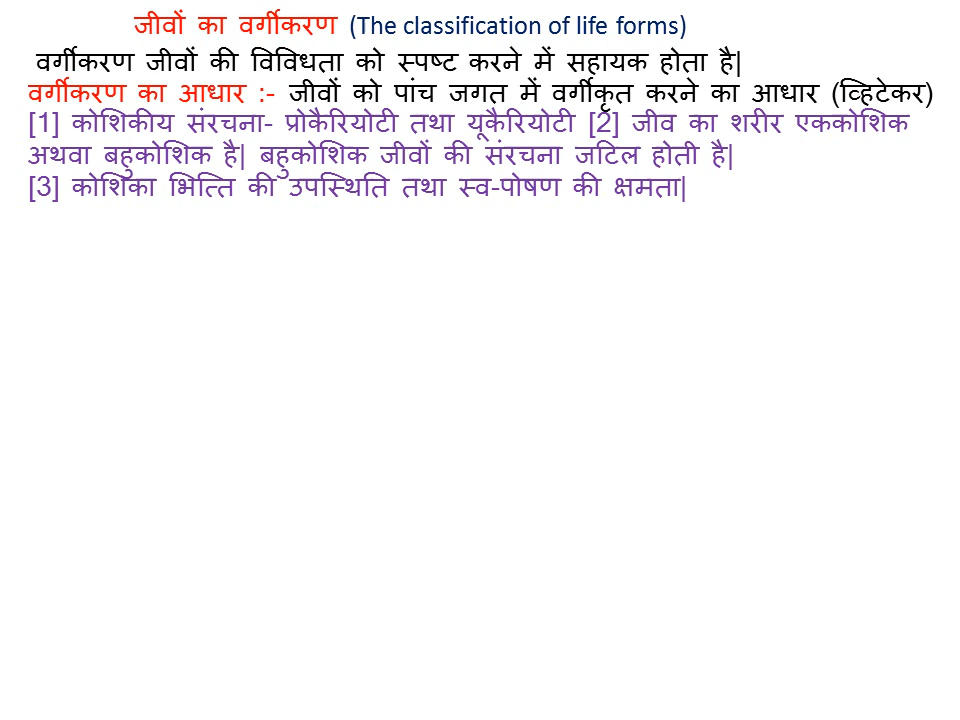 जीवों का वर्गीकरण (The classification of life forms)
वर्गीकरण जीवों की विविधता को स्पष्ट करने में सहायक होता है|
वर्गीकरण का आधार :- जीवों को पांच जगत में वर्गीकृत करने का आधार (व्हिटेकर)
[1] कोशिकीय संरचना- प्रोकैरियोटी तथा यूकैरियोटी [2] जीव का शरीर एककोशिक
अथवा बहुकोशिक है| बहुकोशिक जीवों की संरचना जटिल होती है|
[3] कोशिका भित्ति की उपस्थिति तथा स्व-पोषण की क्षमता|